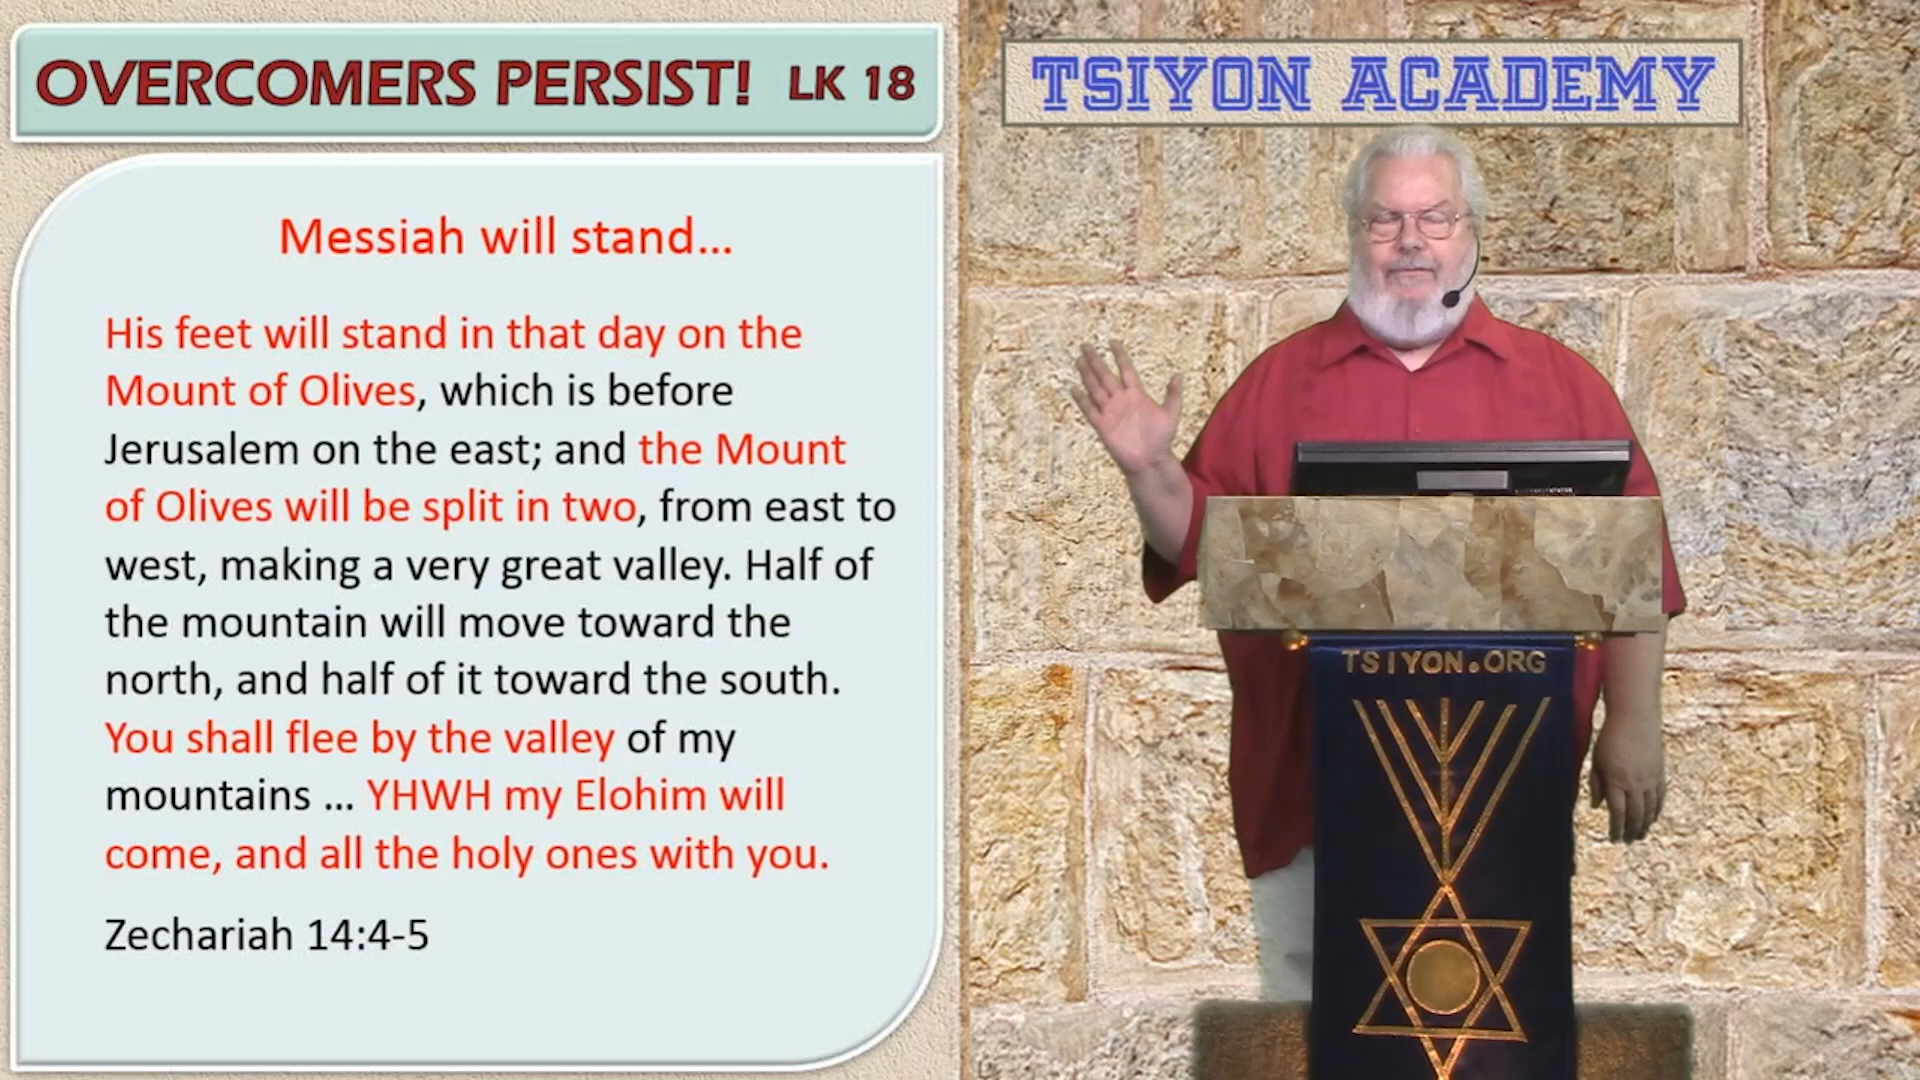 OVERCOMERS PERSIST! LK 18
Messiah will stand...
His feet will stand in that day on the
Mount of Olives, which is before
Jerusalem on the east; and the Mount
of Olives will be split in two, from east to
west, making a very great valley. Half of
the mountain will move toward the
north, and half of it toward the south.
You shall flee by the valley of my
mountains ... YHWH my Elohim will
come, and all the holy ones with you.
Zechariah 14:4-5
TSIYON ACADEMY
TSIYON.ORG